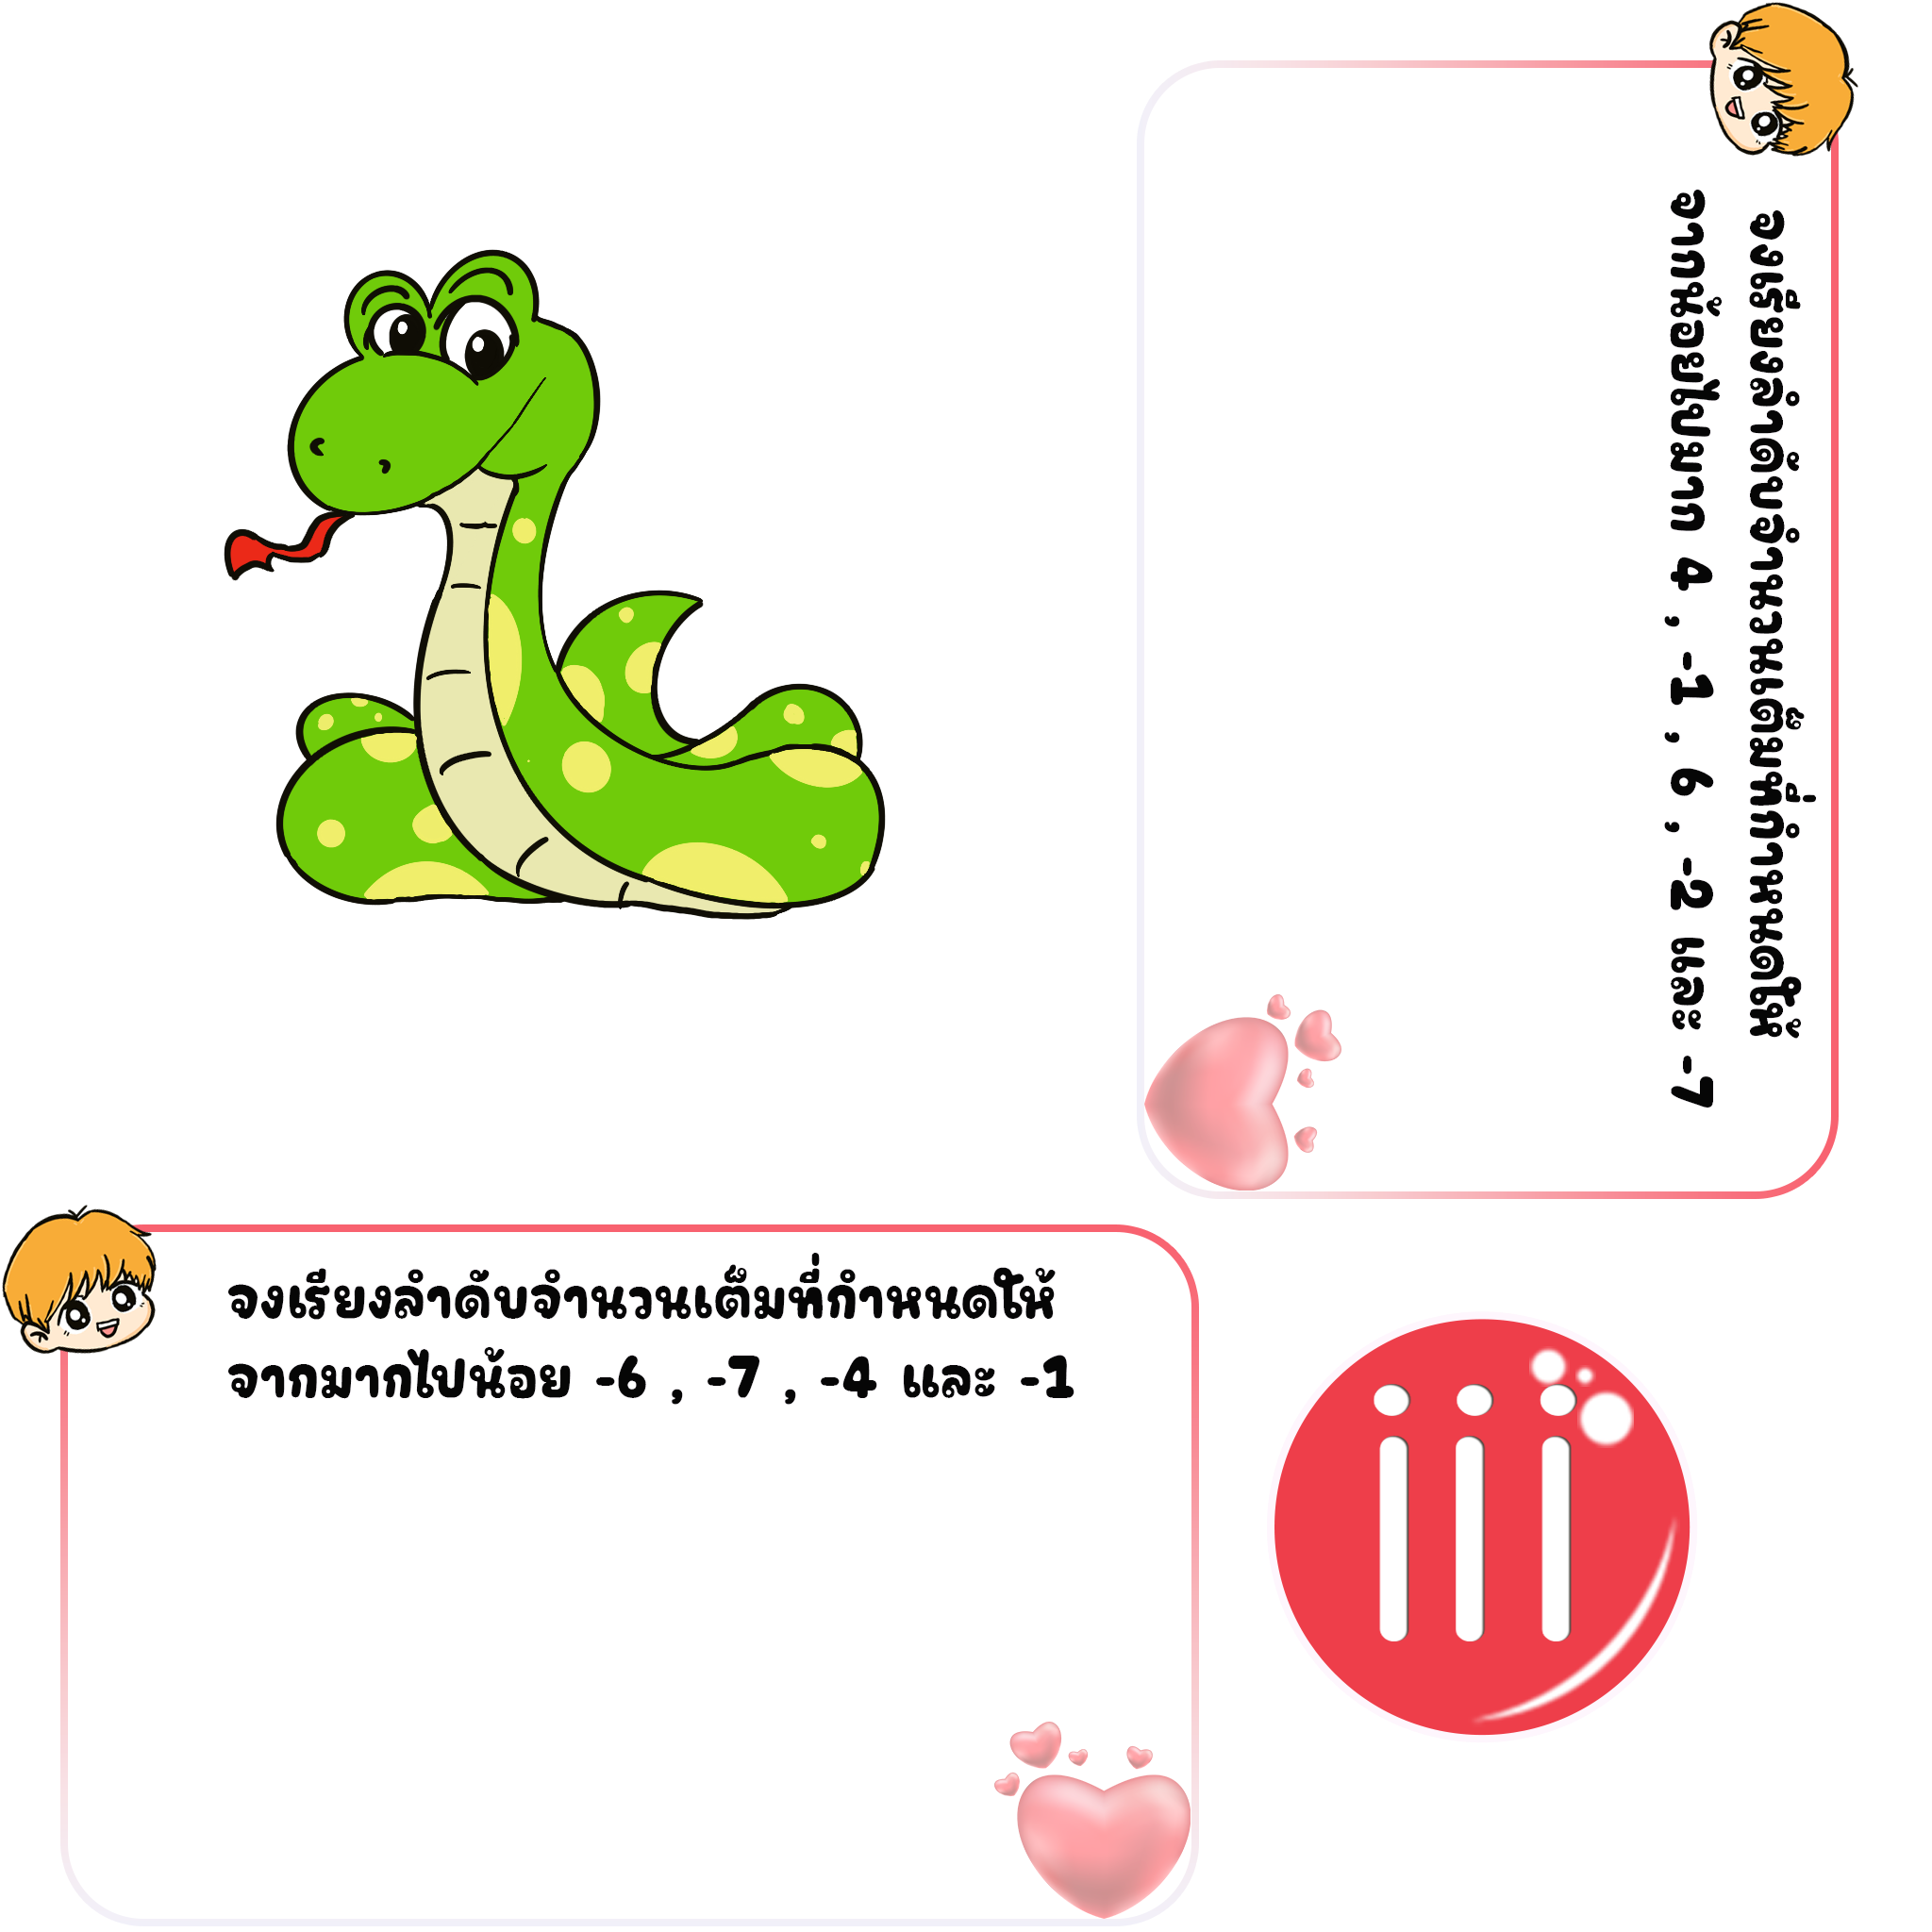 จงเรียงลำดับจำนวนเต็มที่กำหนดให้
จากน้อยไปมาก 4 , -1 , 6 , -2 และ -7
จงเรียงลำดับจำนวนเต็มที่กำหนดให้
จากมากไปน้อย -6 , -7 , -4 และ -1